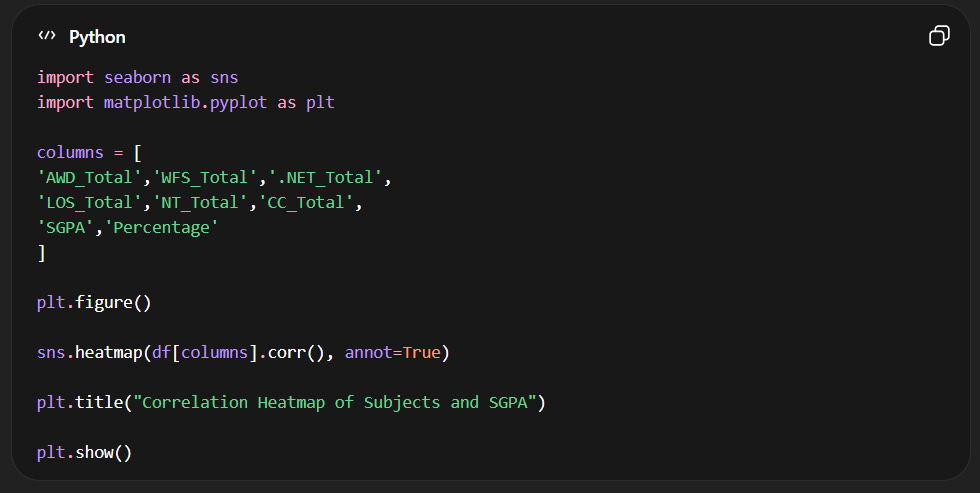 </> Python
import seaborn as sns
import matplotlib.pyplot as plt
columns = [
'AWD_Total','WFS_Total','.NET_Total',
'LOS_Total','NT_Total','CC_Total',
'SGPA','Percentage'
]
plt.figure()
sns.heatmap(df[columns].corr(), annot=True)
plt.title("Correlation Heatmap of Subjects and SGPA")
plt.show()